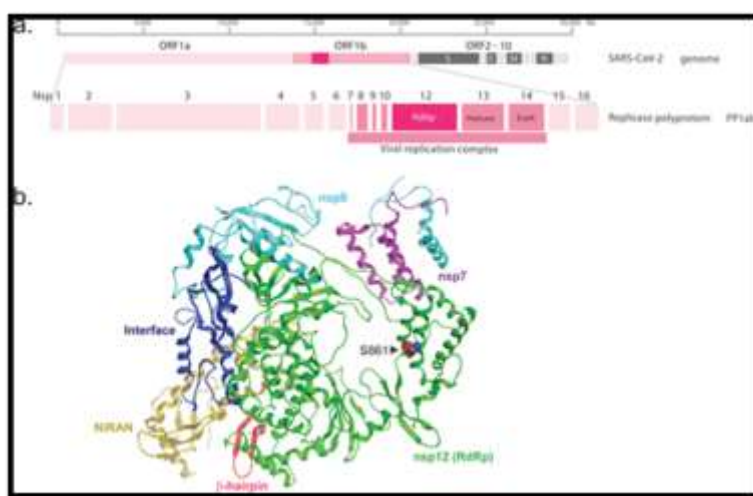 a.
ORF1a ORF1b ORF2 - 10 SARS-CoV-2 genome
Nsp 1 2 3 4 5 6 7 8 9 10 12 13 14 15 16
RdRp Replicase polyprotein PP1ab
Viral replication complex
b.
nsp8
nsp7
Interface
S861
NiRAN
nsp12 (RdRp)
β-hairpin